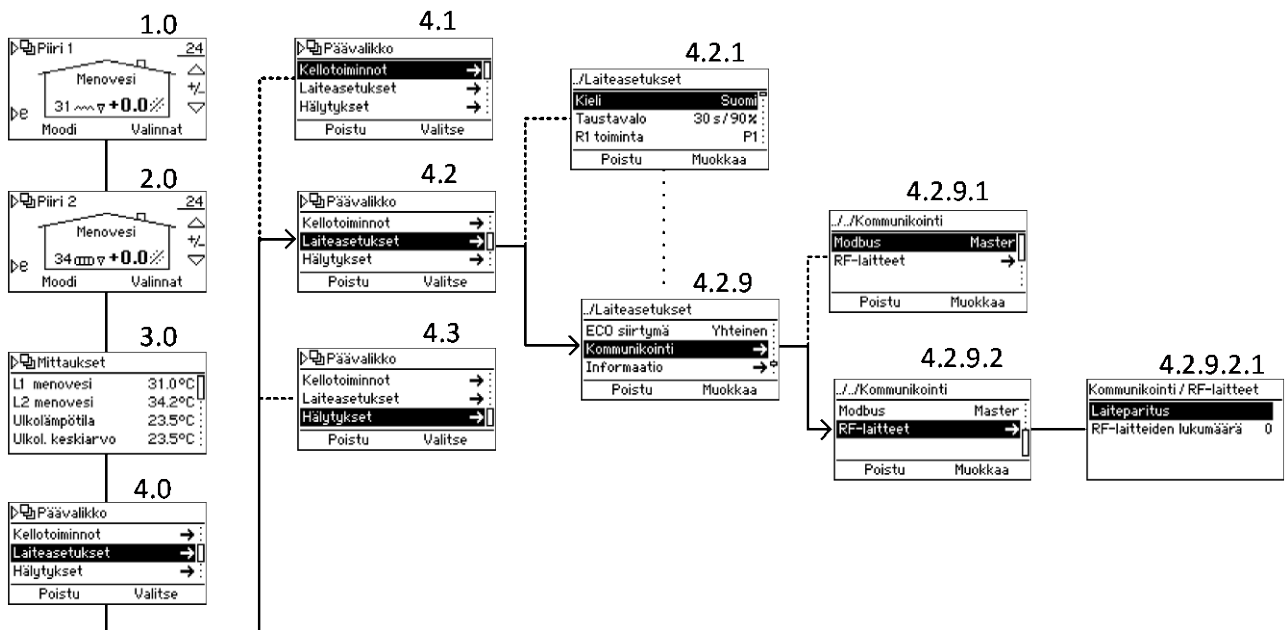 1.0
Piiri 1 24
Menovesi
+/-
31 +0.0
e
Moodi Valinnat
2.0
Piiri 2 24
Menovesi
+/-
34 +0.0
e
Moodi Valinnat
3.0
Mittaukset
L1 menovesi 31.0°C
L2 menovesi 34.2°C
Ulkolämpötila 23.5°C
Ulkol. keskiarvo 23.5°C
4.0
Päävalikko
Kellotoiminnot →
Laiteasetukset →
Hälytykset →
Poistu Valitse
4.1
Päävalikko
Kellotoiminnot →
Laiteasetukset →
Hälytykset →
Poistu Valitse
4.2
Päävalikko
Kellotoiminnot →
Laiteasetukset →
Hälytykset →
Poistu Valitse
4.3
Päävalikko
Kellotoiminnot →
Laiteasetukset →
Hälytykset →
Poistu Valitse
4.2.1
../Laiteasetukset
Kieli Suomi
Taustavalo 30 s/90%
R1 toiminta P1
Poistu Muokkaa
4.2.9
../Laiteasetukset
ECO siirtymä Yhteinen
Kommunikointi →
Informaatio →
Poistu Muokkaa
4.2.9.1
../../Kommunikointi
Modbus Master
RF-laitteet →
Poistu Muokkaa
4.2.9.2
../../Kommunikointi
Modbus Master
RF-laitteet →
Poistu Muokkaa
4.2.9.2.1
Kommunikointi / RF-laitteet
Laiteparitus
RF-laitteiden lukumäärä 0